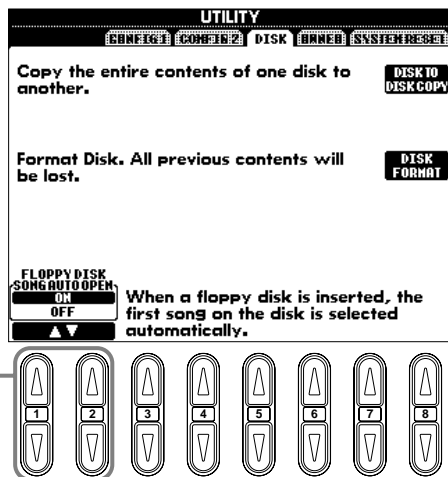 UTILITY
CONFIG 1 CONFIG 2 DISK OWNER SYSTEM RESET
Copy the entire contents of one disk to
another.
DISK TO
DISK COPY
Format Disk. All previous contents will
be lost.
DISK
FORMAT
FLOPPY DISK
SONG AUTO OPEN
ON
OFF
When a floppy disk is inserted, the
first song on the disk is selected
automatically.
1 2 3 4 5 6 7 8